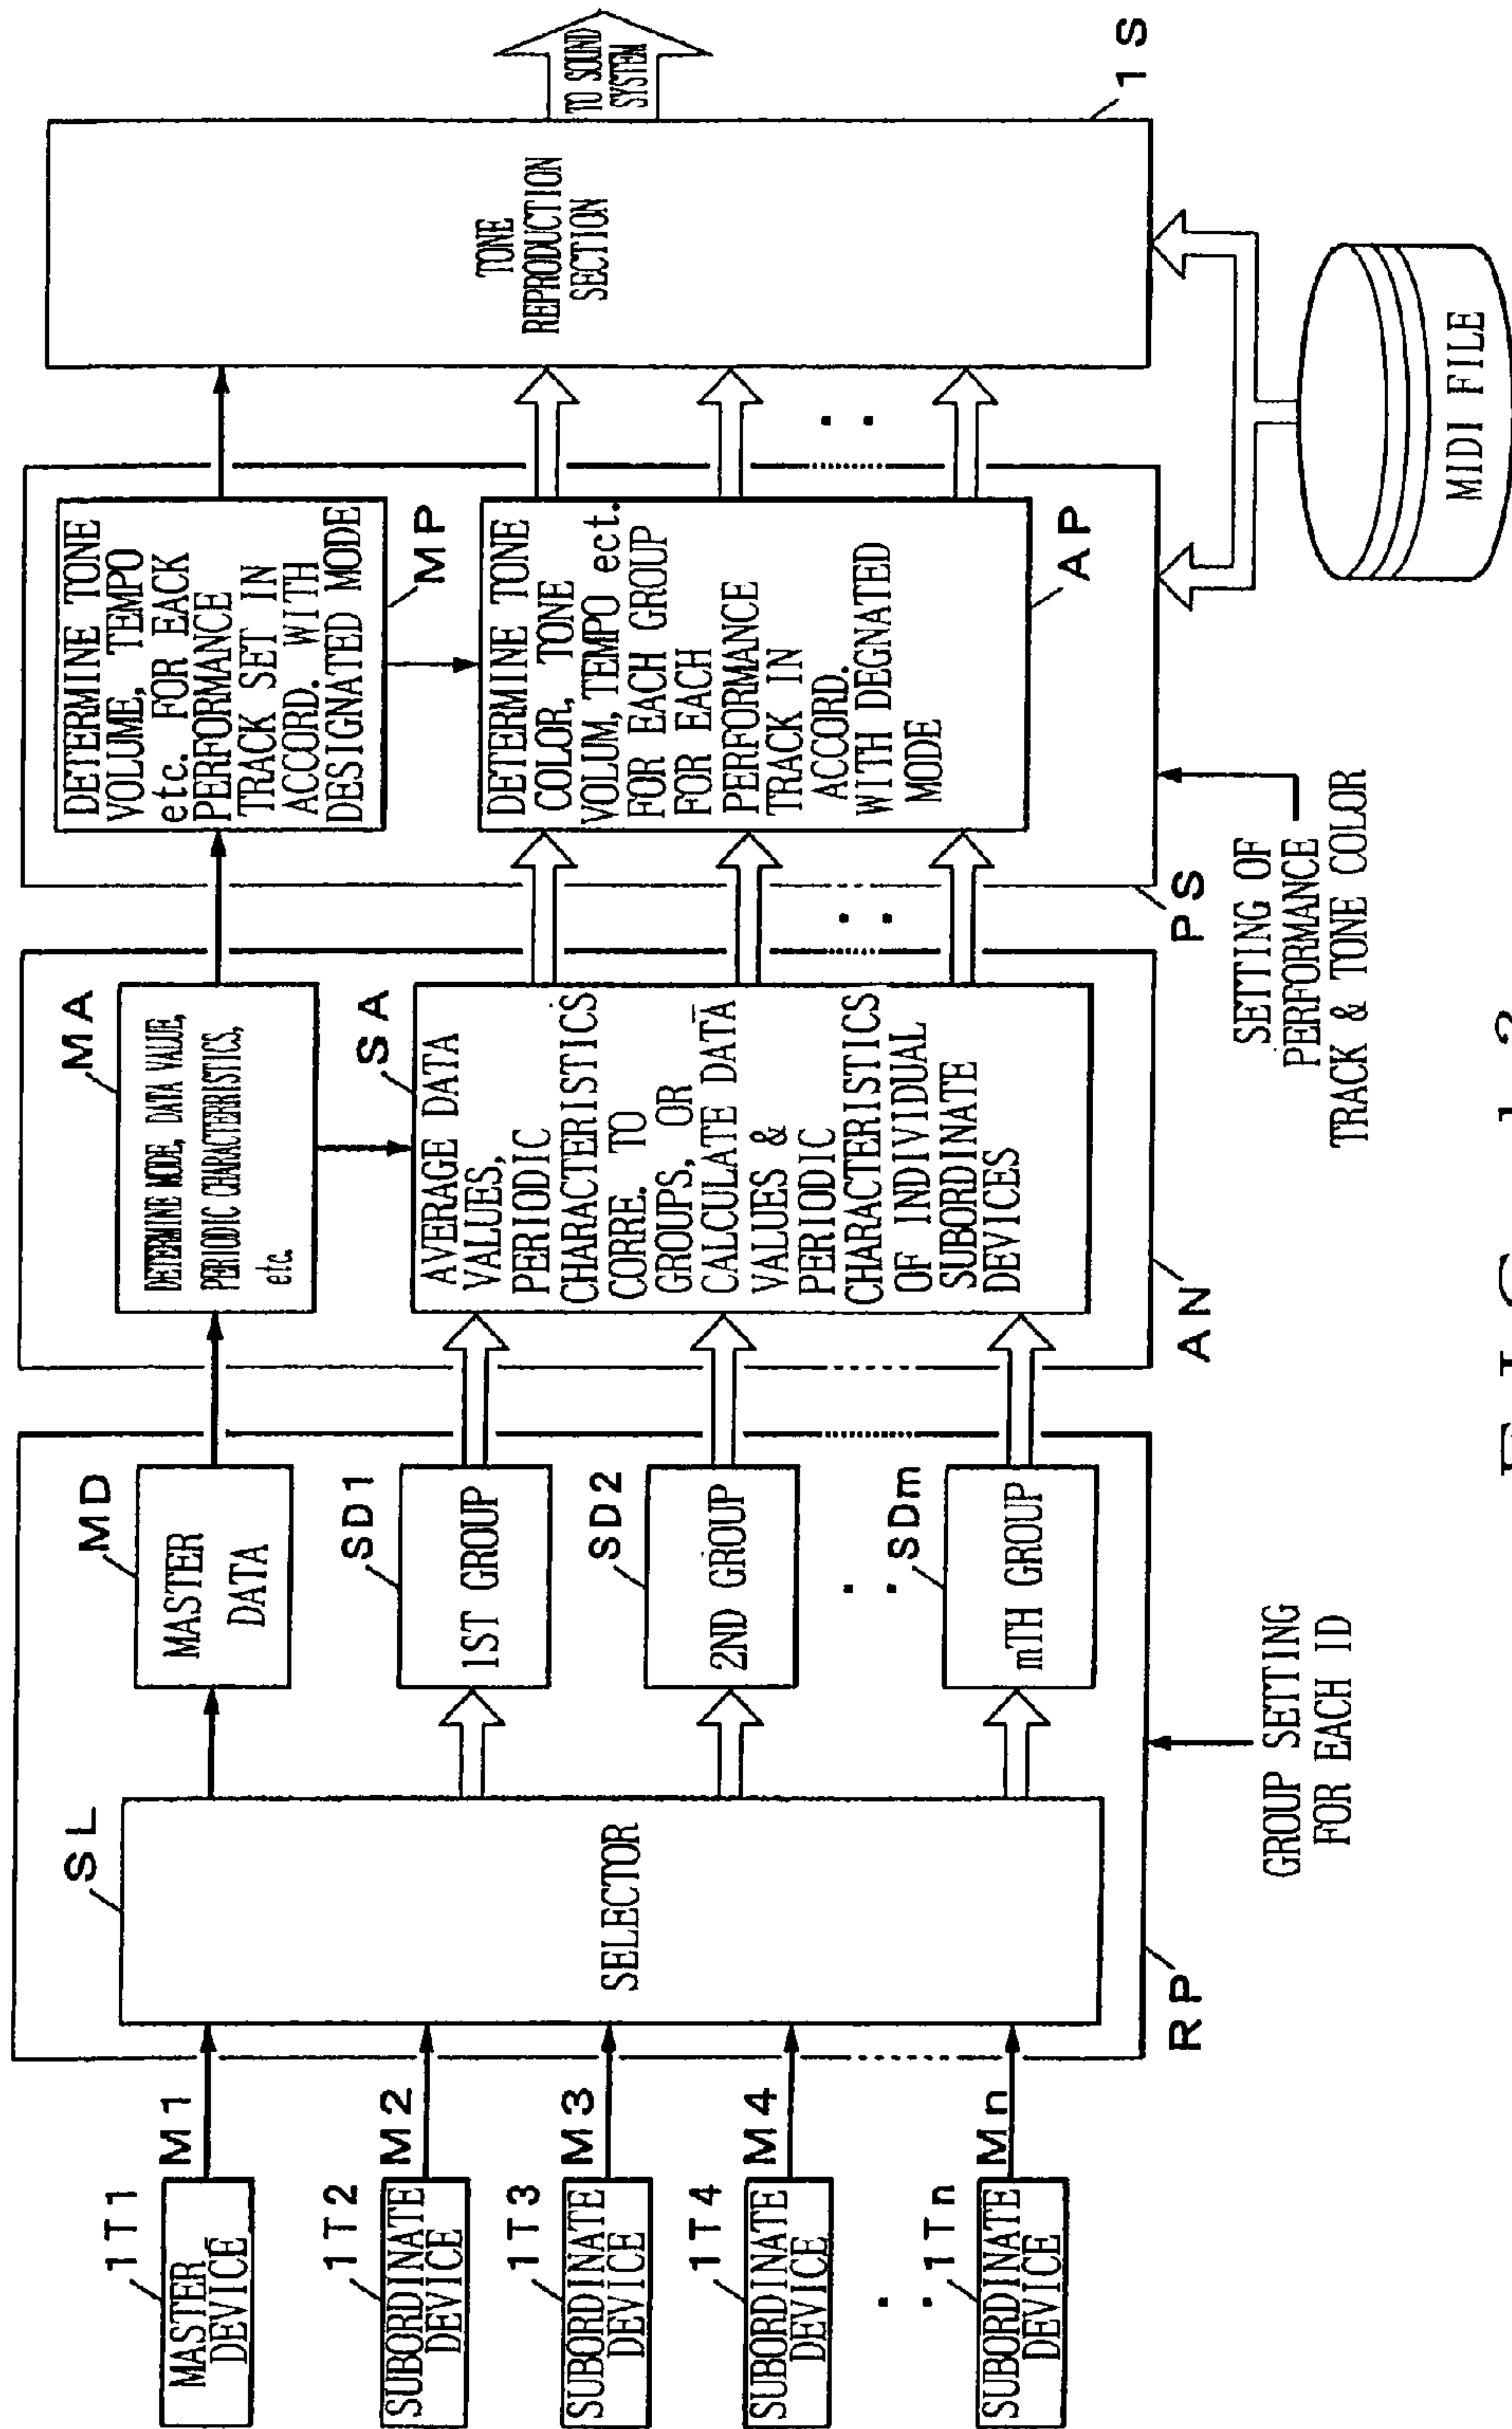 1T1
MASTER
DEVICE
M1
1T2
SUBORDINATE
DEVICE
M2
1T3
SUBORDINATE
DEVICE
M3
1T4
SUBORDINATE
DEVICE
M4
1Tn
SUBORDINATE
DEVICE
Mn
SL
SELECTOR
RP
MD
MASTER
DATA
SD1
1ST GROUP
SD2
2ND GROUP
SDm
mTH GROUP
GROUP SETTING
FOR EACH ID
MA
DETERMINE MODE, DATA VALUE,
PERIODIC CHARACTERRISTICS,
etc.
SA
AVERAGE DATA
VALUES,
PERIODIC
CHARACTERISTICS
CORRE. TO
GROUPS, OR
CALCULATE DATA
VALUES &
PERIODIC
CHARACTERISTICS
OF INDIVIDUAL
SUBORDINATE
DEVICES
AN
DETERMINE TONE
VOLUME, TEMPO
etc. FOR EACK
PERFORMANCE
TRACK SET IN
ACCORD. WITH
DESIGNATED MODE
MP
DETERMINE TONE
COLOR, TONE
VOLUM, TEMPO ect.
FOR EACH GROUP
FOR EACH
PERFORMANCE
TRACK IN
ACCORD.
WITH DEGNATED
MODE
AP
PS
SETTING OF
PERFORMANCE
TRACK & TONE COLOR
TONE
REPRODUCTION
SECTION
1S
TO SOUND
SYSTEM
MIDI FILE